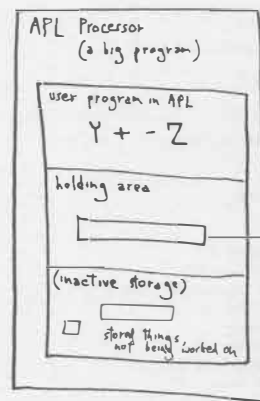 APL Processor
(a big program)
user program in APL
Y + - Z
holding area
(inactive storage)
stored things
not being worked on